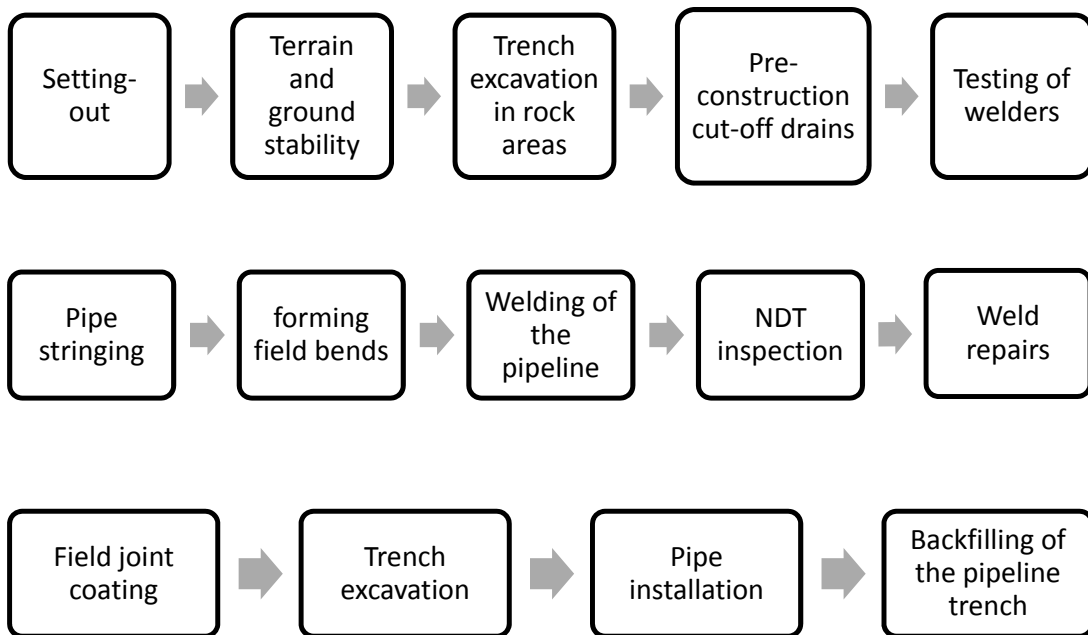 Setting-
out
Terrain
and
ground
stability
Trench
excavation
in rock
areas
Pre-
construction
cut-off drains
Testing of
welders
Pipe
stringing
forming
field bends
Welding of
the
pipeline
NDT
inspection
Weld
repairs
Field joint
coating
Trench
excavation
Pipe
installation
Backfilling of
the pipeline
trench